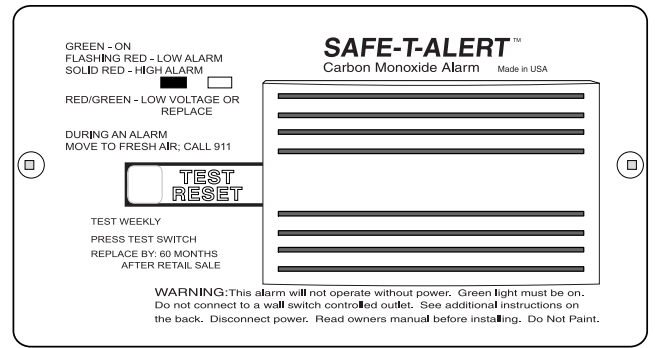 GREEN - ON
FLASHING RED - LOW ALARM
SOLID RED - HIGH ALARM
RED/GREEN - LOW VOLTAGE OR
REPLACE
DURING AN ALARM
MOVE TO FRESH AIR; CALL 911
TEST
RESET
TEST WEEKLY
PRESS TEST SWITCH
REPLACE BY: 60 MONTHS
AFTER RETAIL SALE
SAFE-T-ALERT™
Carbon Monoxide Alarm Made in USA
WARNING:This alarm will not operate without power. Green light must be on.
Do not connect to a wall switch controlled outlet. See additional instructions on
the back. Disconnect power. Read owners manual before installing. Do Not Paint.